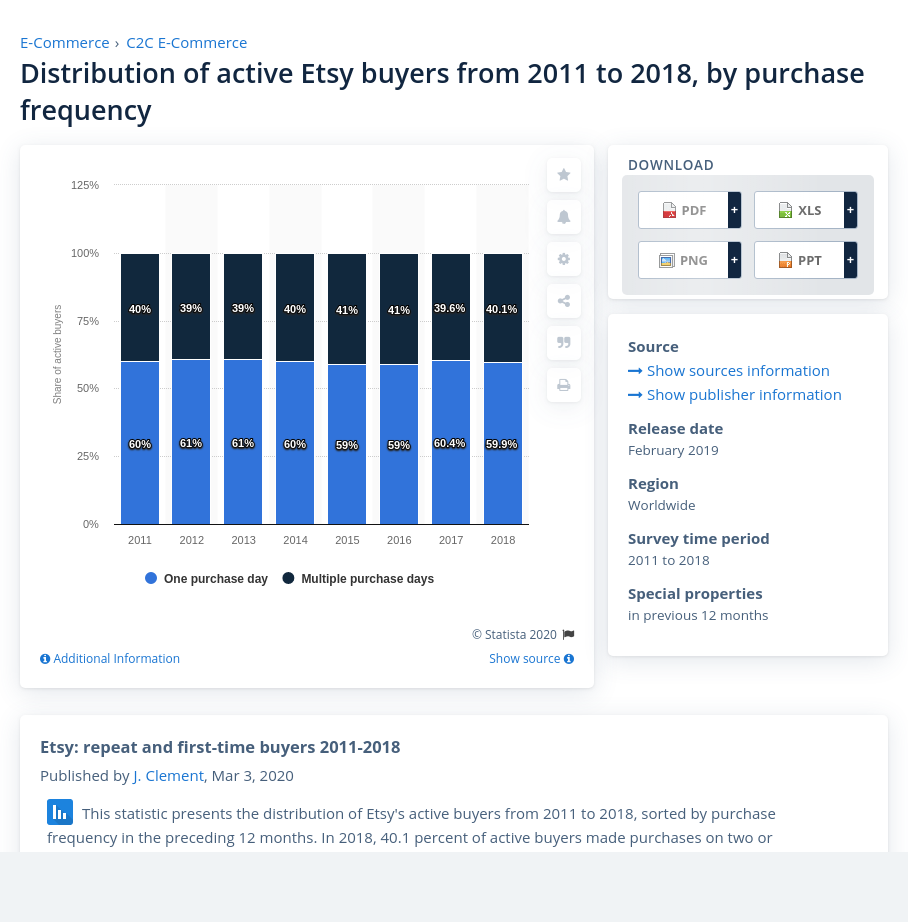 E-Commerce › C2C E-Commerce
Distribution of active Etsy buyers from 2011 to 2018, by purchase
frequency
125%
100%
75%
50%
25%
0%
Share of active buyers
40% 39% 39% 40% 41% 41% 39.6% 40.1%
60% 61% 61% 60% 59% 59% 60.4% 59.9%
2011 2012 2013 2014 2015 2016 2017 2018
One purchase day Multiple purchase days
© Statista 2020
Additional Information Show source
DOWNLOAD
PDF + XLS +
PNG + PPT +
Source
Show sources information
Show publisher information
Release date
February 2019
Region
Worldwide
Survey time period
2011 to 2018
Special properties
in previous 12 months
Etsy: repeat and first-time buyers 2011-2018
Published by J. Clement, Mar 3, 2020
This statistic presents the distribution of Etsy's active buyers from 2011 to 2018, sorted by purchase
frequency in the preceding 12 months. In 2018, 40.1 percent of active buyers made purchases on two or